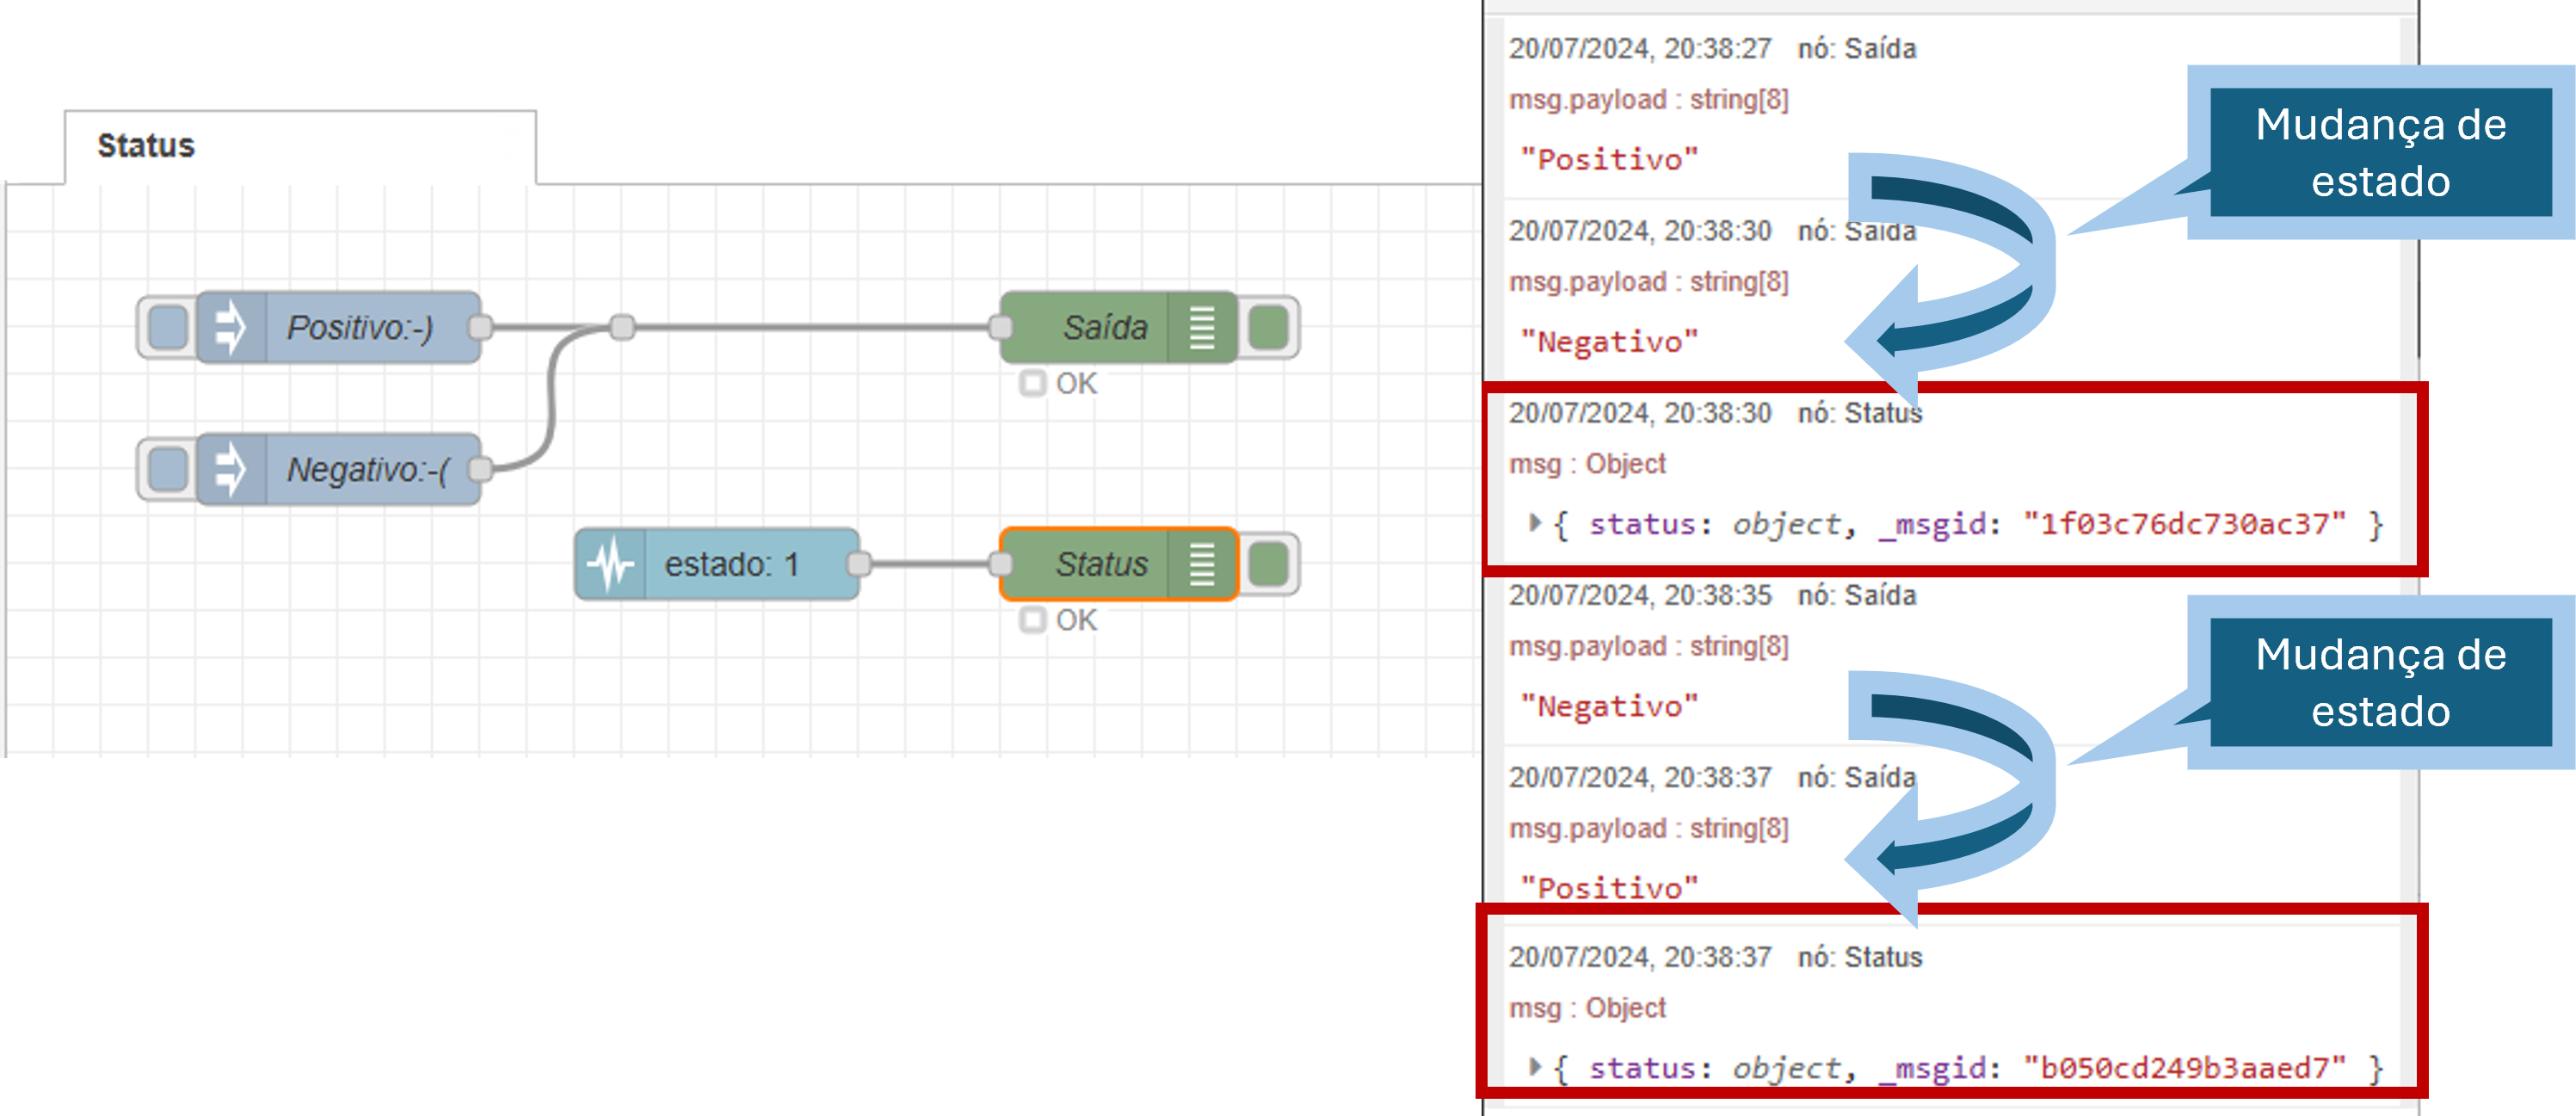 Status
Positivo:-)
Negativo:-(
Saída
OK
estado: 1
Status
OK
20/07/2024, 20:38:27 nó: Saída
msg.payload : string[8]
"Positivo"
20/07/2024, 20:38:30 nó: Saída
msg.payload : string[8]
"Negativo"
20/07/2024, 20:38:30 nó: Status
msg : Object
{ status: object, _msgid: "1f03c76dc730ac37" }
20/07/2024, 20:38:35 nó: Saída
msg.payload : string[8]
"Negativo"
20/07/2024, 20:38:37 nó: Saída
msg.payload : string[8]
"Positivo"
20/07/2024, 20:38:37 nó: Status
msg : Object
{ status: object, _msgid: "b050cd249b3aaed7" }
Mudança de
estado
Mudança de
estado